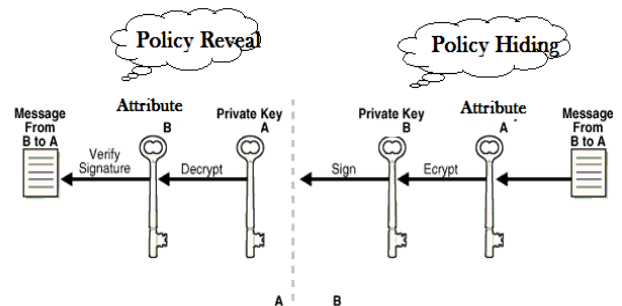 Policy Reveal
Policy Hiding
Message
From
B to A
Attribute
B
Private Key
A
Private Key
B
Attribute
A
Message
From
B to A
Verify
Signature
Decrypt
Sign
Ecrypt
A
B